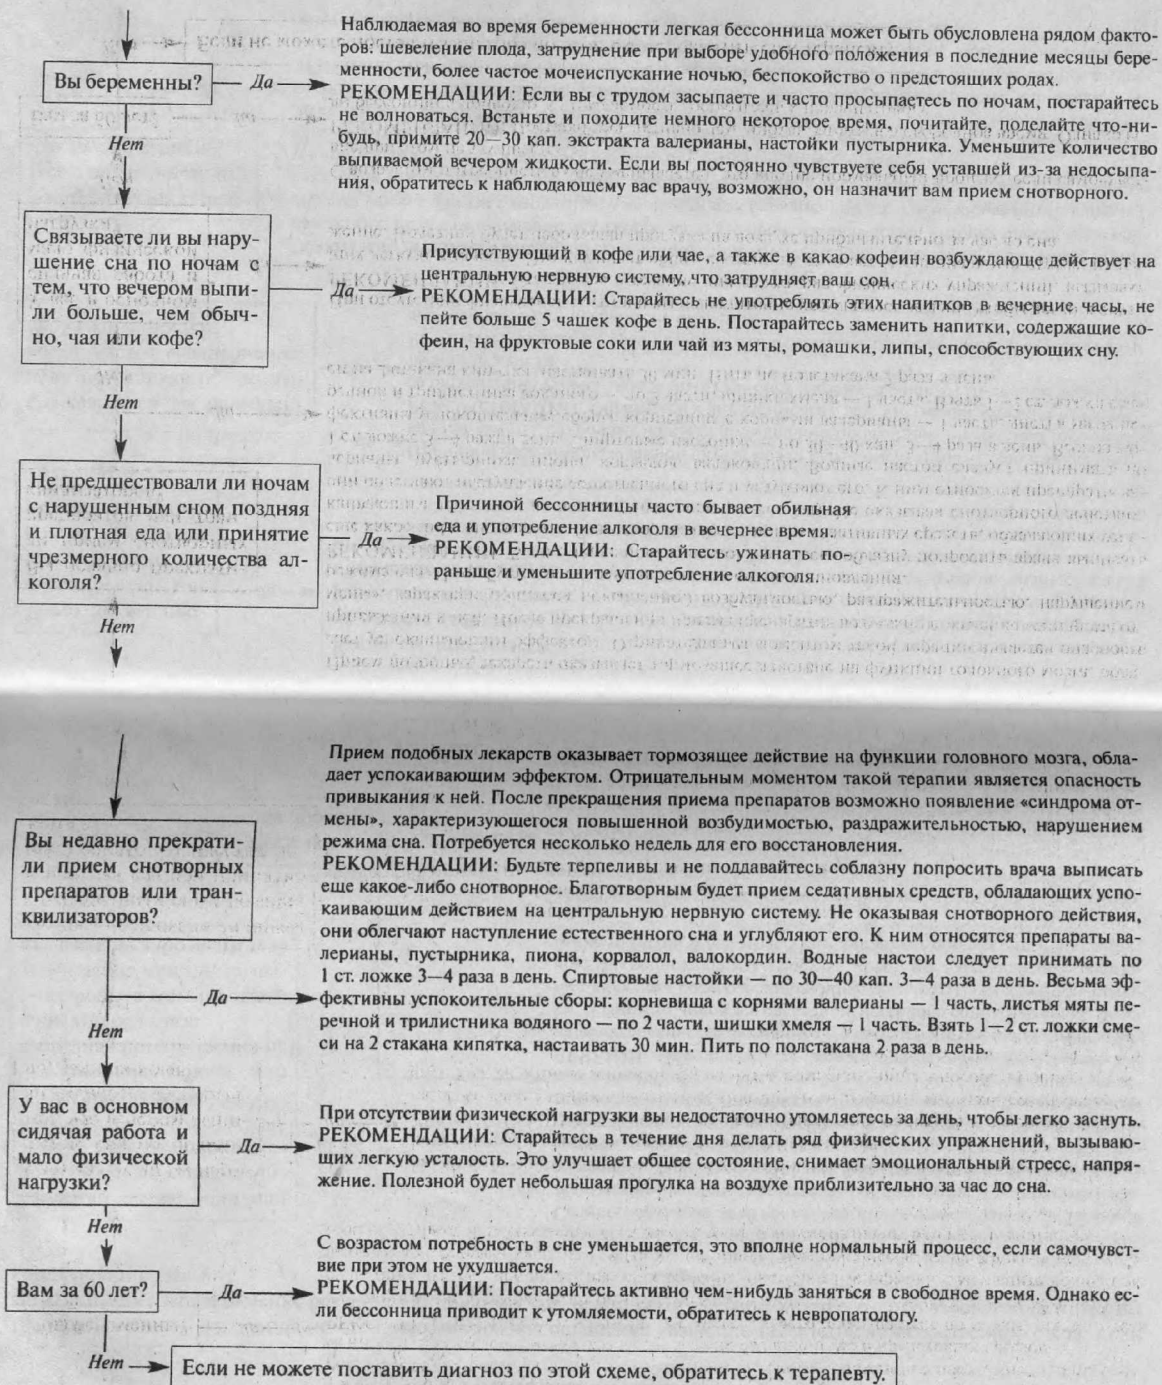 Наблюдаемая во время беременности легкая бессонница может быть обусловлена рядом факто-
ров: шевеление плода, затруднение при выборе удобного положения в последние месяцы бере-
менности, более частое мочеиспускание ночью, беспокойство о предстоящих родах.
РЕКОМЕНДАЦИИ: Если вы с трудом засыпаете и часто просыпаетесь по ночам, постарайтесь
не волноваться. Встаньте и походите немного некоторое время, почитайте, поделайте что-ни-
будь, примите 20—30 кап. экстракта валерианы, настойки пустырника. Уменьшите количество
выпиваемой вечером жидкости. Если вы постоянно чувствуете себя уставшей из-за недосыпа-
ния, обратитесь к наблюдающему вас врачу, возможно, он назначит вам прием снотворного.
Вы беременны?
Да
Нет
Связываете ли вы нару-
шение сна по ночам с
тем, что вечером выпи-
ли больше, чем обыч-
но, чая или кофе?
Да
Присутствующий в кофе или чае, а также в какао кофеин возбуждающе действует на
центральную нервную систему, что затрудняет ваш сон.
РЕКОМЕНДАЦИИ: Старайтесь не употреблять этих напитков в вечерние часы, не
пейте больше 5 чашек кофе в день. Постарайтесь заменить напитки, содержащие ко-
феин, на фруктовые соки или чай из мяты, ромашки, липы, способствующих сну.
Нет
Не предшествовали ли ночам
с нарушенным сном поздняя
и плотная еда или принятие
чрезмерного количества ал-
коголя?
Да
Причиной бессонницы часто бывает обильная
еда и употребление алкоголя в вечернее время.
РЕКОМЕНДАЦИИ: Старайтесь ужинать по-
раньше и уменьшите употребление алкоголя.
Нет
Прием подобных лекарств оказывает тормозящее действие на функции головного мозга, обла-
дает успокаивающим эффектом. Отрицательным моментом такой терапии является опасность
привыкания к ней. После прекращения приема препаратов возможно появление «синдрома от-
мены», характеризующегося повышенной возбудимостью, раздражительностью, нарушением
режима сна. Потребуется несколько недель для его восстановления.
РЕКОМЕНДАЦИИ: Будьте терпеливы и не поддавайтесь соблазну попросить врача выписать
еще какое-либо снотворное. Благотворным будет прием седативных средств, обладающих успо-
каивающим действием на центральную нервную систему. Не оказывая снотворного действия,
они облегчают наступление естественного сна и углубляют его. К ним относятся препараты ва-
лерианы, пустырника, пиона, корвалол, валокордин. Водные настои следует принимать по
1 ст. ложке 3—4 раза в день. Спиртовые настойки — по 30—40 кап. 3—4 раза в день. Весьма эф-
фективны успокоительные сборы: корневища с корнями валерианы — 1 часть, листья мяты пе-
речной и трилистника водяного — по 2 части, шишки хмеля — 1 часть. Взять 1—2 ст. ложки сме-
си на 2 стакана кипятка, настаивать 30 мин. Пить по полстакана 2 раза в день.
Вы недавно прекрати-
ли прием снотворных
препаратов или тран-
квилизаторов?
Да
Нет
У вас в основном
сидячая работа и
мало физической
нагрузки?
Да
При отсутствии физической нагрузки вы недостаточно утомляетесь за день, чтобы легко заснуть.
РЕКОМЕНДАЦИИ: Старайтесь в течение дня делать ряд физических упражнений, вызываю-
щих легкую усталость. Это улучшает общее состояние, снимает эмоциональный стресс, напря-
жение. Полезной будет небольшая прогулка на воздухе приблизительно за час до сна.
Нет
С возрастом потребность в сне уменьшается, это вполне нормальный процесс, если самочувст-
вие при этом не ухудшается.
Вам за 60 лет?
Да
РЕКОМЕНДАЦИИ: Постарайтесь активно чем-нибудь заняться в свободное время. Однако ес-
ли бессонница приводит к утомляемости, обратитесь к невропатологу.
Нет
Если не можете поставить диагноз по этой схеме, обратитесь к терапевту.